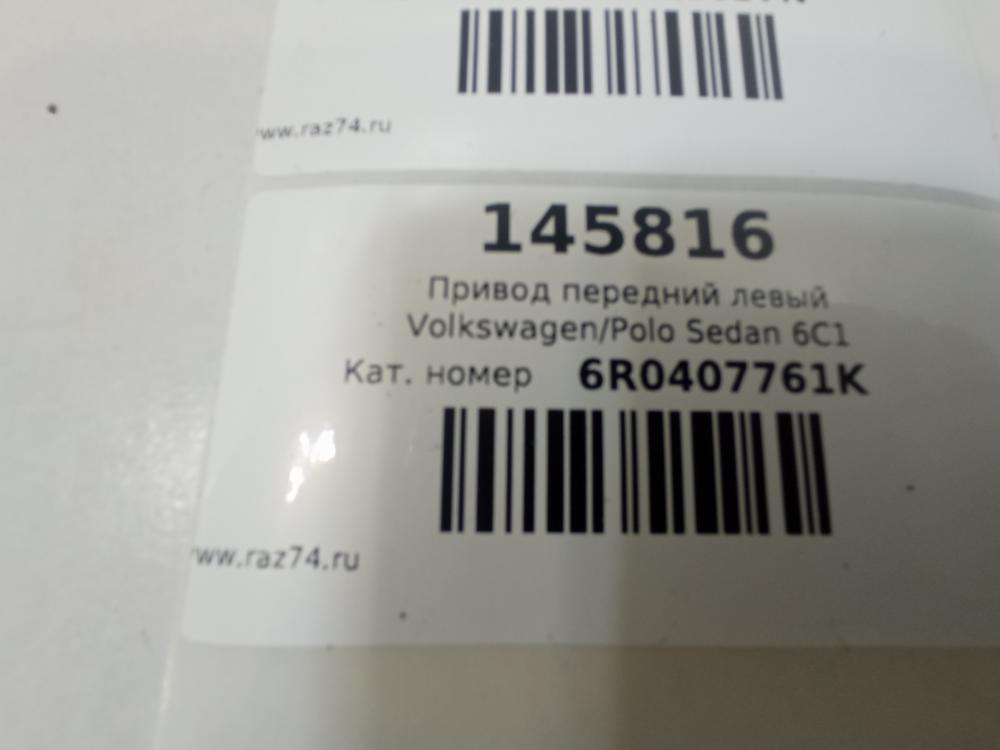 www.raz74.ru
145816
Привод передний левый
Volkswagen/Polo Sedan 6C1
Кат. номер 6R0407761K
www.raz74.ru